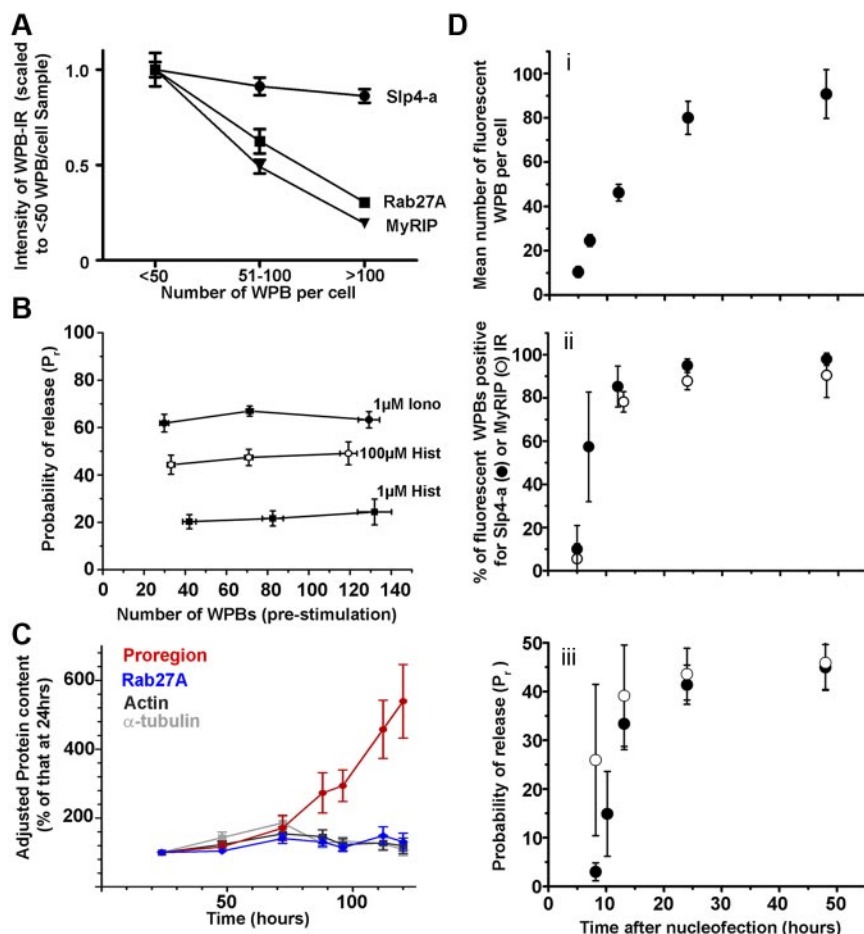 A
Intensity of WPB-IR (scaled
to <50 WPB/cell Sample)
1.0
0.5
0
Slp4-a
Rab27A
MyRIP
<50
51-100
>100
Number of WPB per cell
B
Probability of release (Pr)
100
80
60
40
20
0
1µM Iono
100µM Hist
1µM Hist
0 20 40 60 80 100 120 140
Number of WPBs (pre-stimulation)
C
Adjusted Protein content
(% of that at 24hrs)
600
400
200
Proregion
Rab27A
Actin
α-tubulin
50 100
Time (hours)
D
i
Mean number of fluorescent
WPB per cell
100
80
60
40
20
0
ii
% of fluorescent WPBs positive
for Slp4-a (●) or MyRIP (○) IR
100
80
60
40
20
0
iii
Probability of release (Pr)
50
40
30
20
10
0
0 10 20 30 40 50
Time after nucleofection (hours)